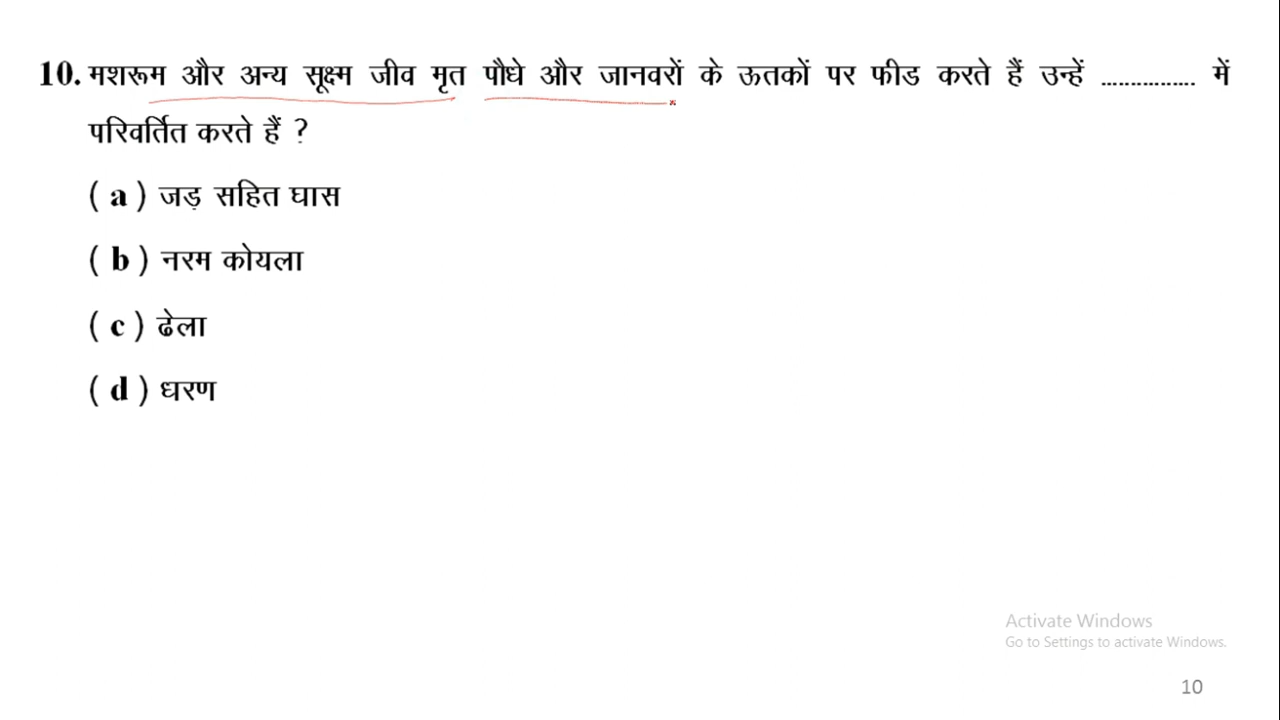 10. मशरूम और अन्य सूक्ष्म जीव मृत पौधे और जानवरों के ऊतकों पर फीड करते हैं उन्हें ................ में
परिवर्तित करते हैं ?
( a ) जड़ सहित घास
( b ) नरम कोयला
( c ) ढेला
( d ) धरण
Activate Windows
Go to Settings to activate Windows.
10